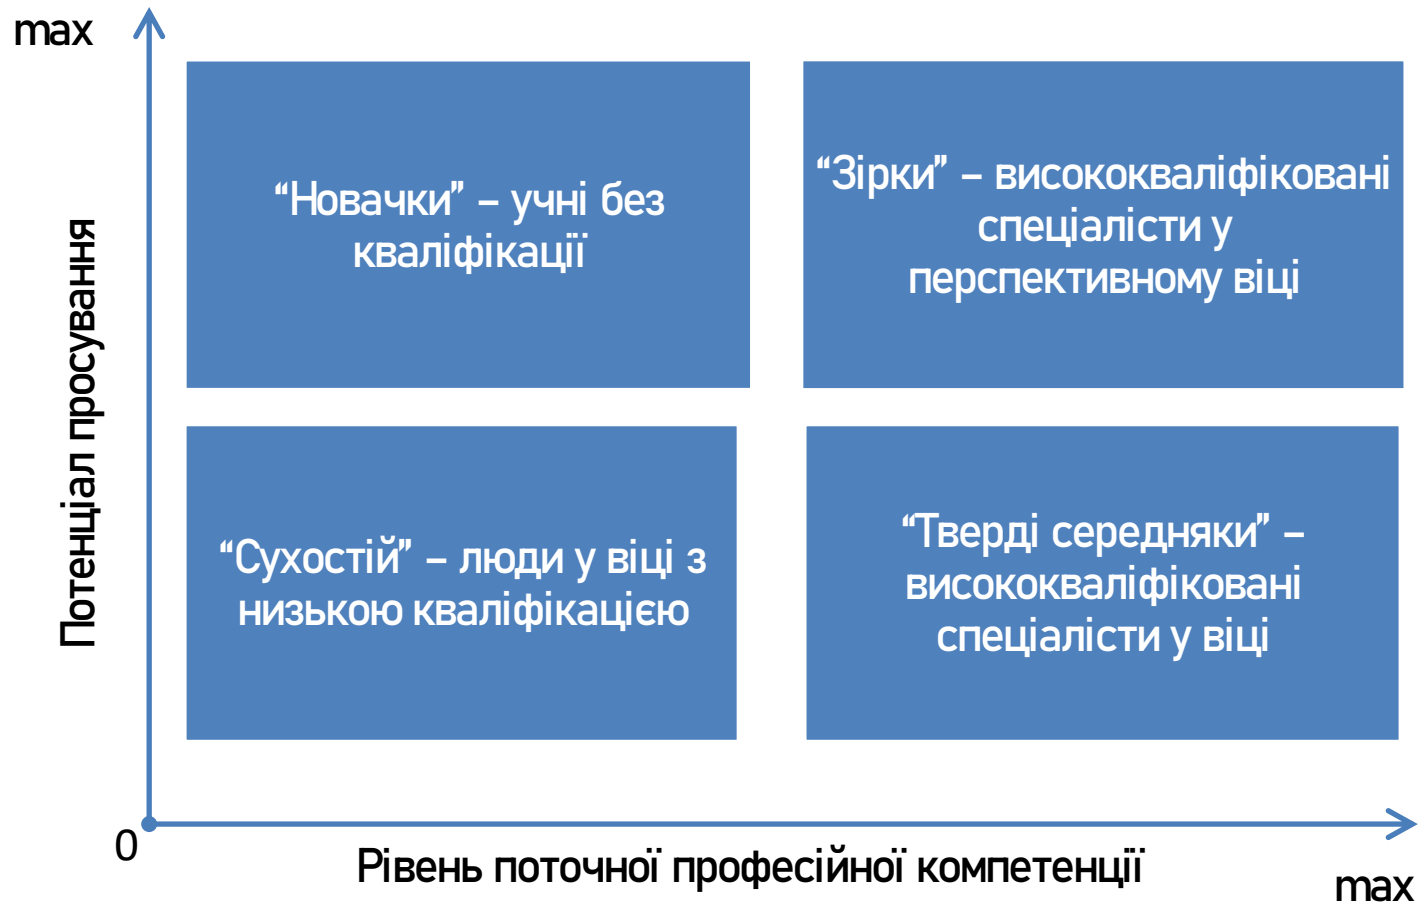 max
“Новачки” – учні без
кваліфікації
“Зірки” – висококваліфіковані
спеціалісти у
перспективному віці
Потенціал просування
“Сухостій” – люди у віці з
низькою кваліфікацією
“Тверді середняки” –
висококваліфіковані
спеціалісти у віці
0
Рівень поточної професійної компетенції
max